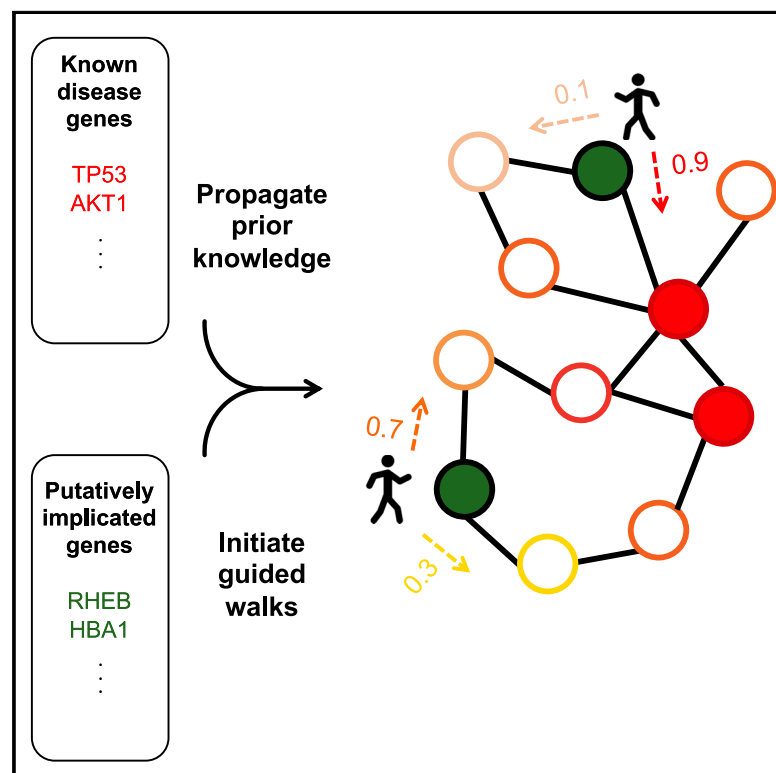 Known
disease
genes
TP53
AKT1
Propagate
prior
knowledge
Putatively
implicated
genes
RHEB
HBA1
Initiate
guided
walks
0.1
0.9
0.7
0.3